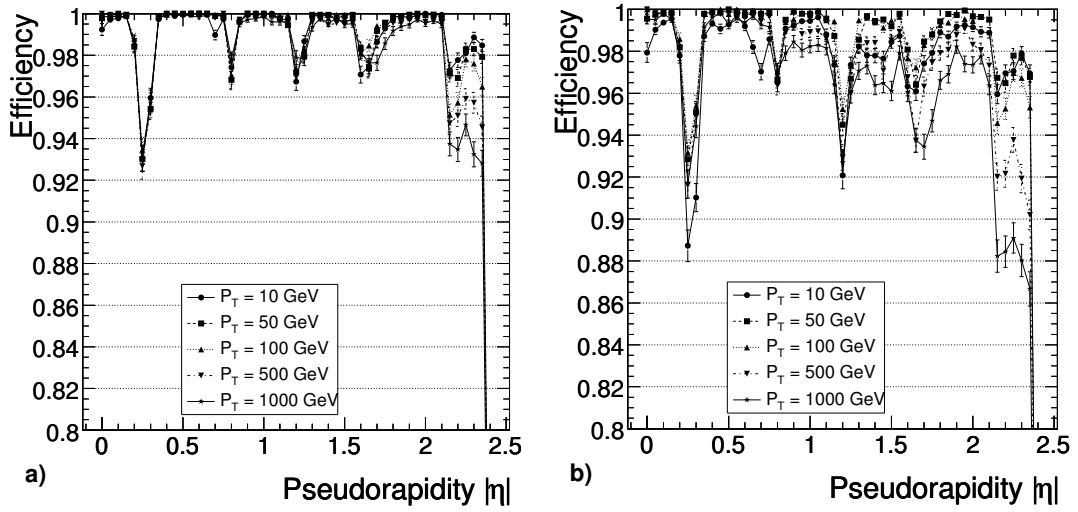 Efficiency
1
0.98
0.96
0.94
0.92
0.9
0.88
0.86
0.84
0.82
0.8
P_T = 10 GeV
P_T = 50 GeV
P_T = 100 GeV
P_T = 500 GeV
P_T = 1000 GeV
0 0.5 1 1.5 2 2.5
a)
Pseudorapidity |η|
Efficiency
1
0.98
0.96
0.94
0.92
0.9
0.88
0.86
0.84
0.82
0.8
P_T = 10 GeV
P_T = 50 GeV
P_T = 100 GeV
P_T = 500 GeV
P_T = 1000 GeV
0 0.5 1 1.5 2 2.5
b)
Pseudorapidity |η|